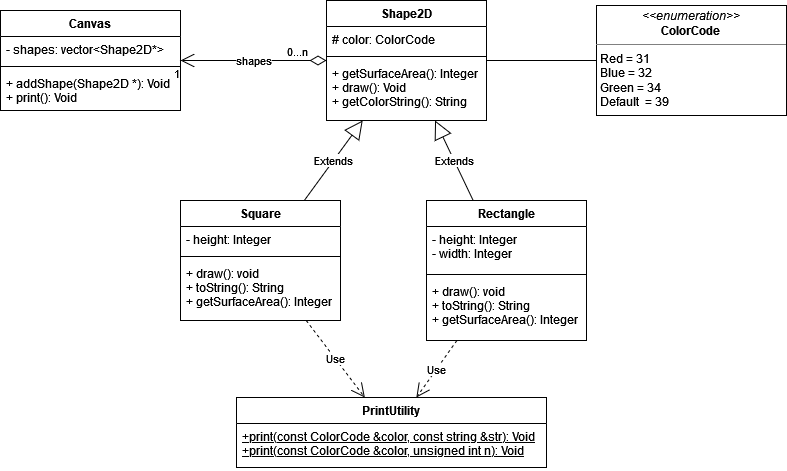 Canvas
- shapes: vector<Shape2D*>
+ addShape(Shape2D *): Void
+ print(): Void
1
shapes
0...n
Shape2D
# color: ColorCode
+ getSurfaceArea(): Integer
+ draw(): Void
+ getColorString(): String
<<enumeration>>
ColorCode
Red = 31
Blue = 32
Green = 34
Default  = 39
Extends
Extends
Square
- height: Integer
+ draw(): void
+ toString(): String
+ getSurfaceArea(): Integer
Rectangle
- height: Integer
- width: Integer
+ draw(): void
+ toString(): String
+ getSurfaceArea(): Integer
Use
Use
PrintUtility
+print(const ColorCode &color, const string &str): Void
+print(const ColorCode &color, unsigned int n): Void